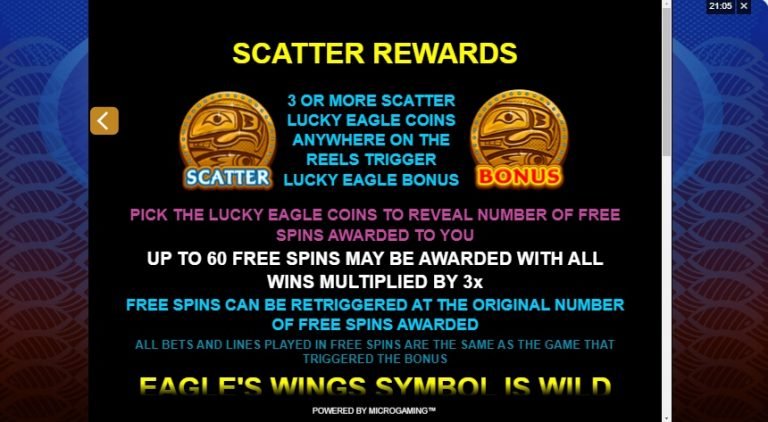 21:05 ×
SCATTER REWARDS
3 OR MORE SCATTER
LUCKY EAGLE COINS
ANYWHERE ON THE
REELS TRIGGER
LUCKY EAGLE BONUS
SCATTER
BONUS
PICK THE LUCKY EAGLE COINS TO REVEAL NUMBER OF FREE
SPINS AWARDED TO YOU
UP TO 60 FREE SPINS MAY BE AWARDED WITH ALL
WINS MULTIPLIED BY 3x
FREE SPINS CAN BE RETRIGGERED AT THE ORIGINAL NUMBER
OF FREE SPINS AWARDED
ALL BETS AND LINES PLAYED IN FREE SPINS ARE THE SAME AS THE GAME THAT
TRIGGERED THE BONUS
EAGLE'S WINGS SYMBOL IS WILD
POWERED BY MICROGAMING™